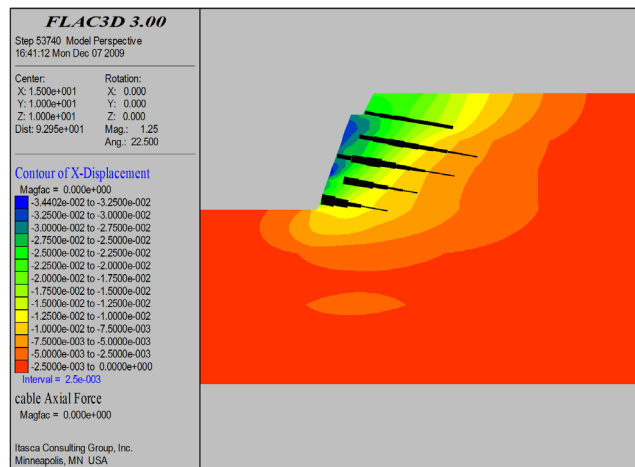 FLAC3D 3.00
Step 53740 Model Perspective
16:41:12 Mon Dec 07 2009
Center:
X: 1.500e+001
Y: 1.000e+001
Z: 1.000e+001
Dist: 9.295e+001
Rotation:
X: 0.000
Y: 0.000
Z: 0.000
Mag.: 1.25
Ang.: 22.500
Contour of X-Displacement
Magfac = 0.000e+000
-3.4402e-002 to -3.2500e-002
-3.2500e-002 to -3.0000e-002
-3.0000e-002 to -2.7500e-002
-2.7500e-002 to -2.5000e-002
-2.5000e-002 to -2.2500e-002
-2.2500e-002 to -2.0000e-002
-2.0000e-002 to -1.7500e-002
-1.7500e-002 to -1.5000e-002
-1.5000e-002 to -1.2500e-002
-1.2500e-002 to -1.0000e-002
-1.0000e-002 to -7.5000e-003
-7.5000e-003 to -5.0000e-003
-5.0000e-003 to -2.5000e-003
-2.5000e-003 to 0.0000e+000
Interval = 2.5e-003
cable Axial Force
Magfac = 0.000e+000
Itasca Consulting Group, Inc.
Minneapolis, MN USA